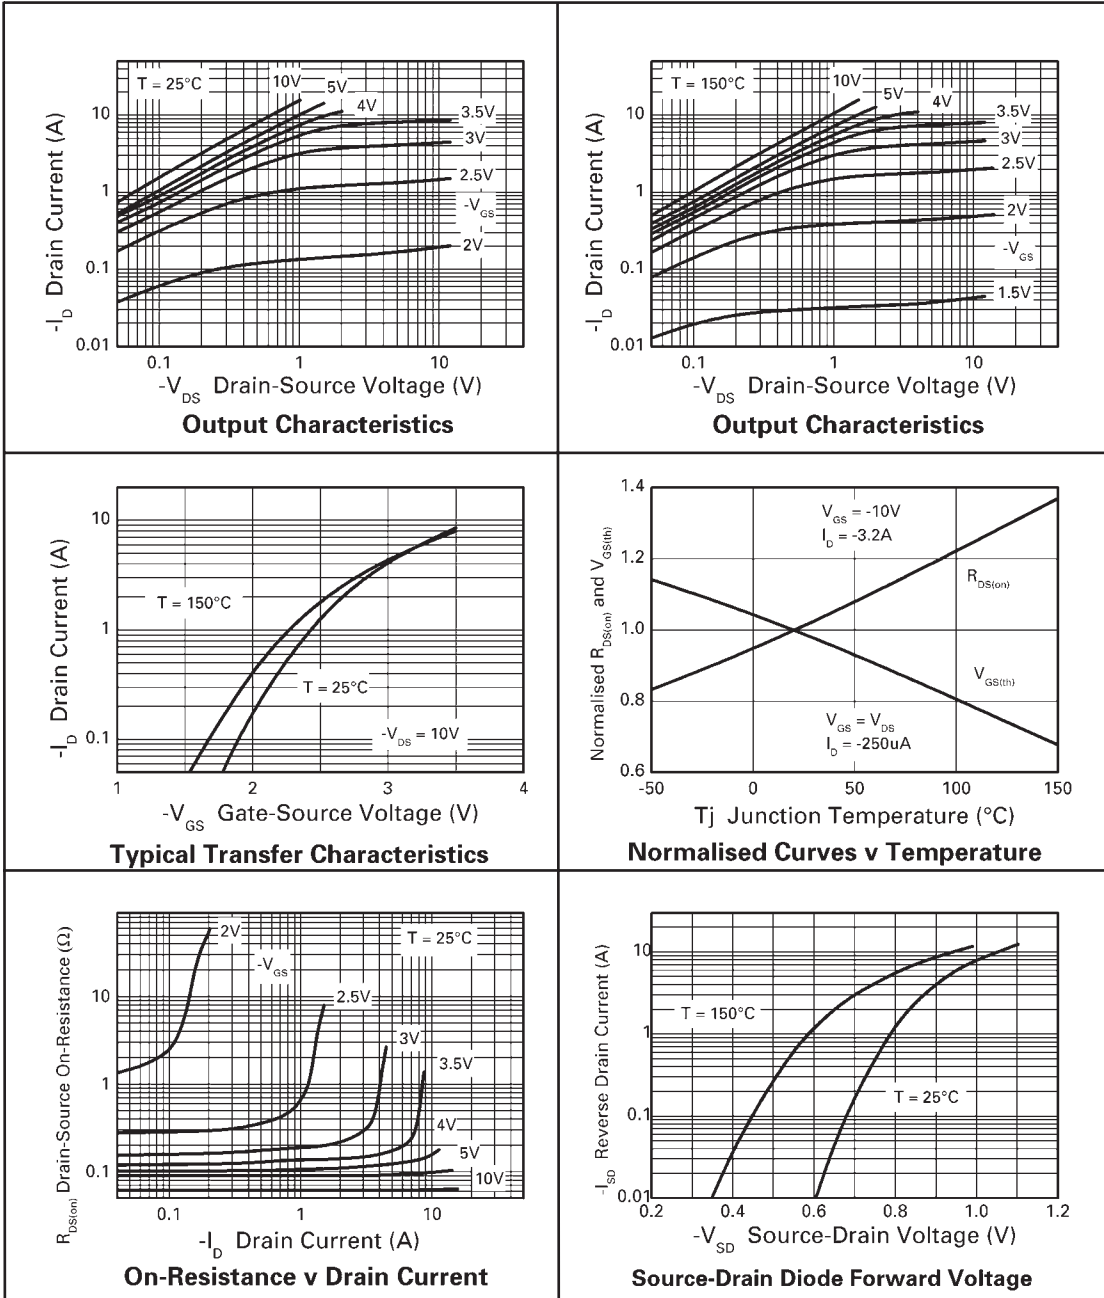 T = 25°C
10V
5V
4V
3.5V
3V
2.5V
-VGS
2V
10
1
0.1
0.01
-ID Drain Current (A)
0.1
1
10
-VDS Drain-Source Voltage (V)
Output Characteristics
T = 150°C
10V
5V
4V
3.5V
3V
2.5V
2V
-VGS
1.5V
10
1
0.1
0.01
-ID Drain Current (A)
0.1
1
10
-VDS Drain-Source Voltage (V)
Output Characteristics
10
1
0.1
-ID Drain Current (A)
T = 150°C
T = 25°C
-VDS = 10V
1
2
3
4
-VGS Gate-Source Voltage (V)
Typical Transfer Characteristics
1.4
1.2
1.0
0.8
0.6
Normalised RDS(on) and VGS(th)
VGS = -10V
ID = -3.2A
RDS(on)
VGS(th)
VGS = VDS
ID = -250uA
-50
0
50
100
150
Tj Junction Temperature (°C)
Normalised Curves v Temperature
RDS(on) Drain-Source On-Resistance (Ω)
10
1
0.1
2V
T = 25°C
-VGS
2.5V
3V
3.5V
4V
5V
10V
0.1
1
10
-ID Drain Current (A)
On-Resistance v Drain Current
-ISD Reverse Drain Current (A)
10
1
0.1
0.01
T = 150°C
T = 25°C
0.2
0.4
0.6
0.8
1.0
1.2
-VSD Source-Drain Voltage (V)
Source-Drain Diode Forward Voltage